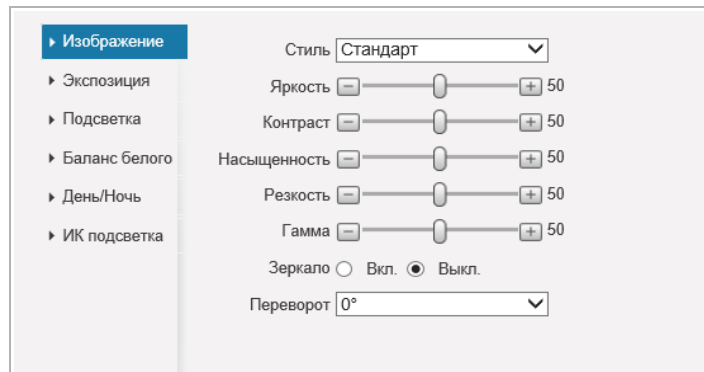 Изображение
Экспозиция
Подсветка
Баланс белого
День/Ночь
ИК подсветка
Стиль Стандарт
Яркость 50
Контраст 50
Насыщенность 50
Резкость 50
Гамма 50
Зеркало Вкл. Выкл.
Переворот 0°